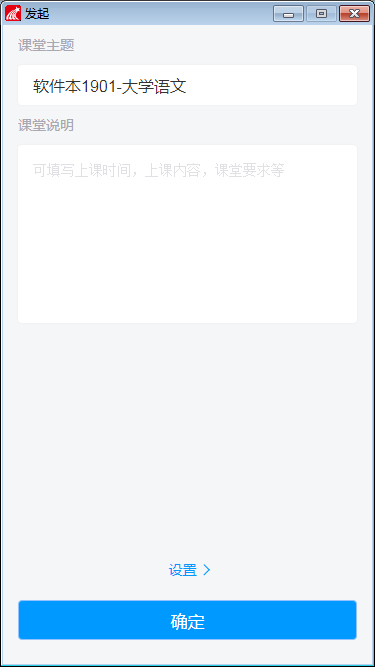 发起
课堂主题
软件本1901-大学语文
课堂说明
可填写上课时间，上课内容，课堂要求等
设置 >
确定